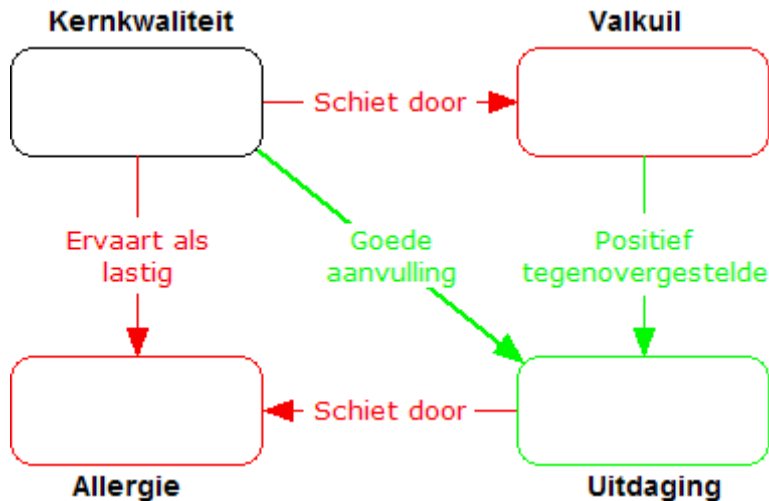 Kernkwaliteit
Valkuil
Schiet door
Ervaart als
lastig
Goede
aanvulling
Positief
tegenovergestelde
Schiet door
Allergie
Uitdaging